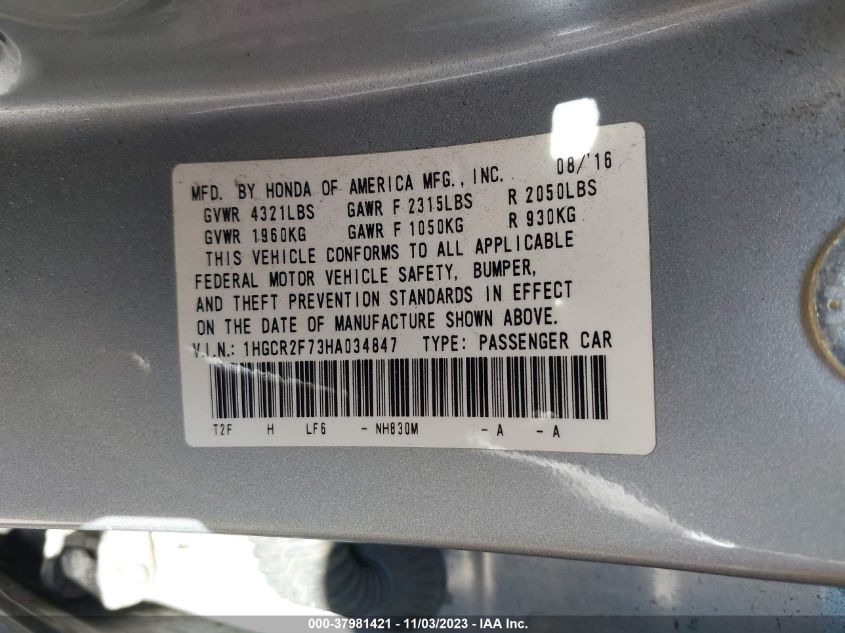 MFD. BY HONDA OF AMERICA MFG., INC. 08/'16
GVWR 4321LBS GAWR F 2315LBS R 2050LBS
GVWR 1960KG GAWR F 1050KG R 930KG
THIS VEHICLE CONFORMS TO ALL APPLICABLE
FEDERAL MOTOR VEHICLE SAFETY, BUMPER,
AND THEFT PREVENTION STANDARDS IN EFFECT
ON THE DATE OF MANUFACTURE SHOWN ABOVE.
V.I.N.: 1HGCR2F73HA034847 TYPE: PASSENGER CAR
T2F H LF6 - NH830M - A - A
000-37981421 - 11/03/2023 - IAA Inc.